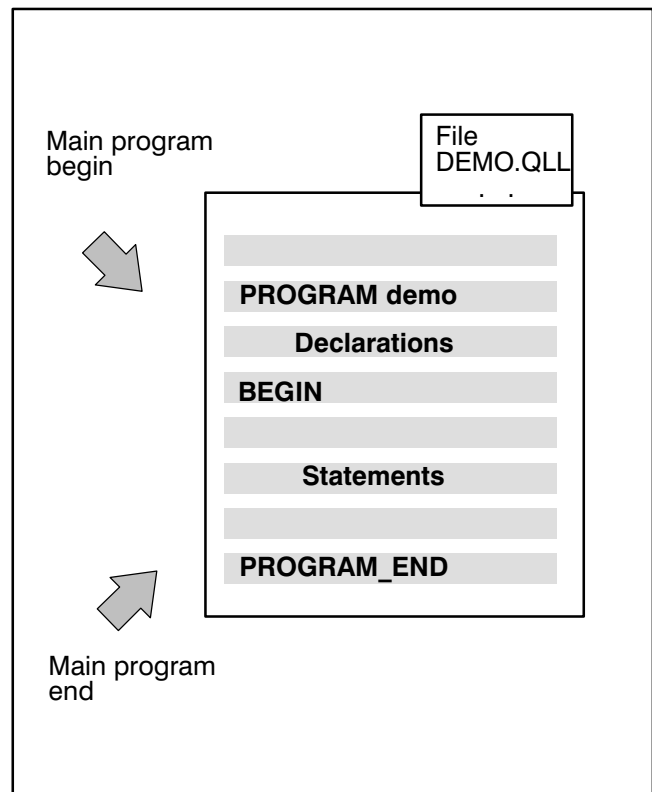 Main program
begin
File
DEMO.QLL
. .
PROGRAM demo
Declarations
BEGIN
Statements
PROGRAM_END
Main program
end